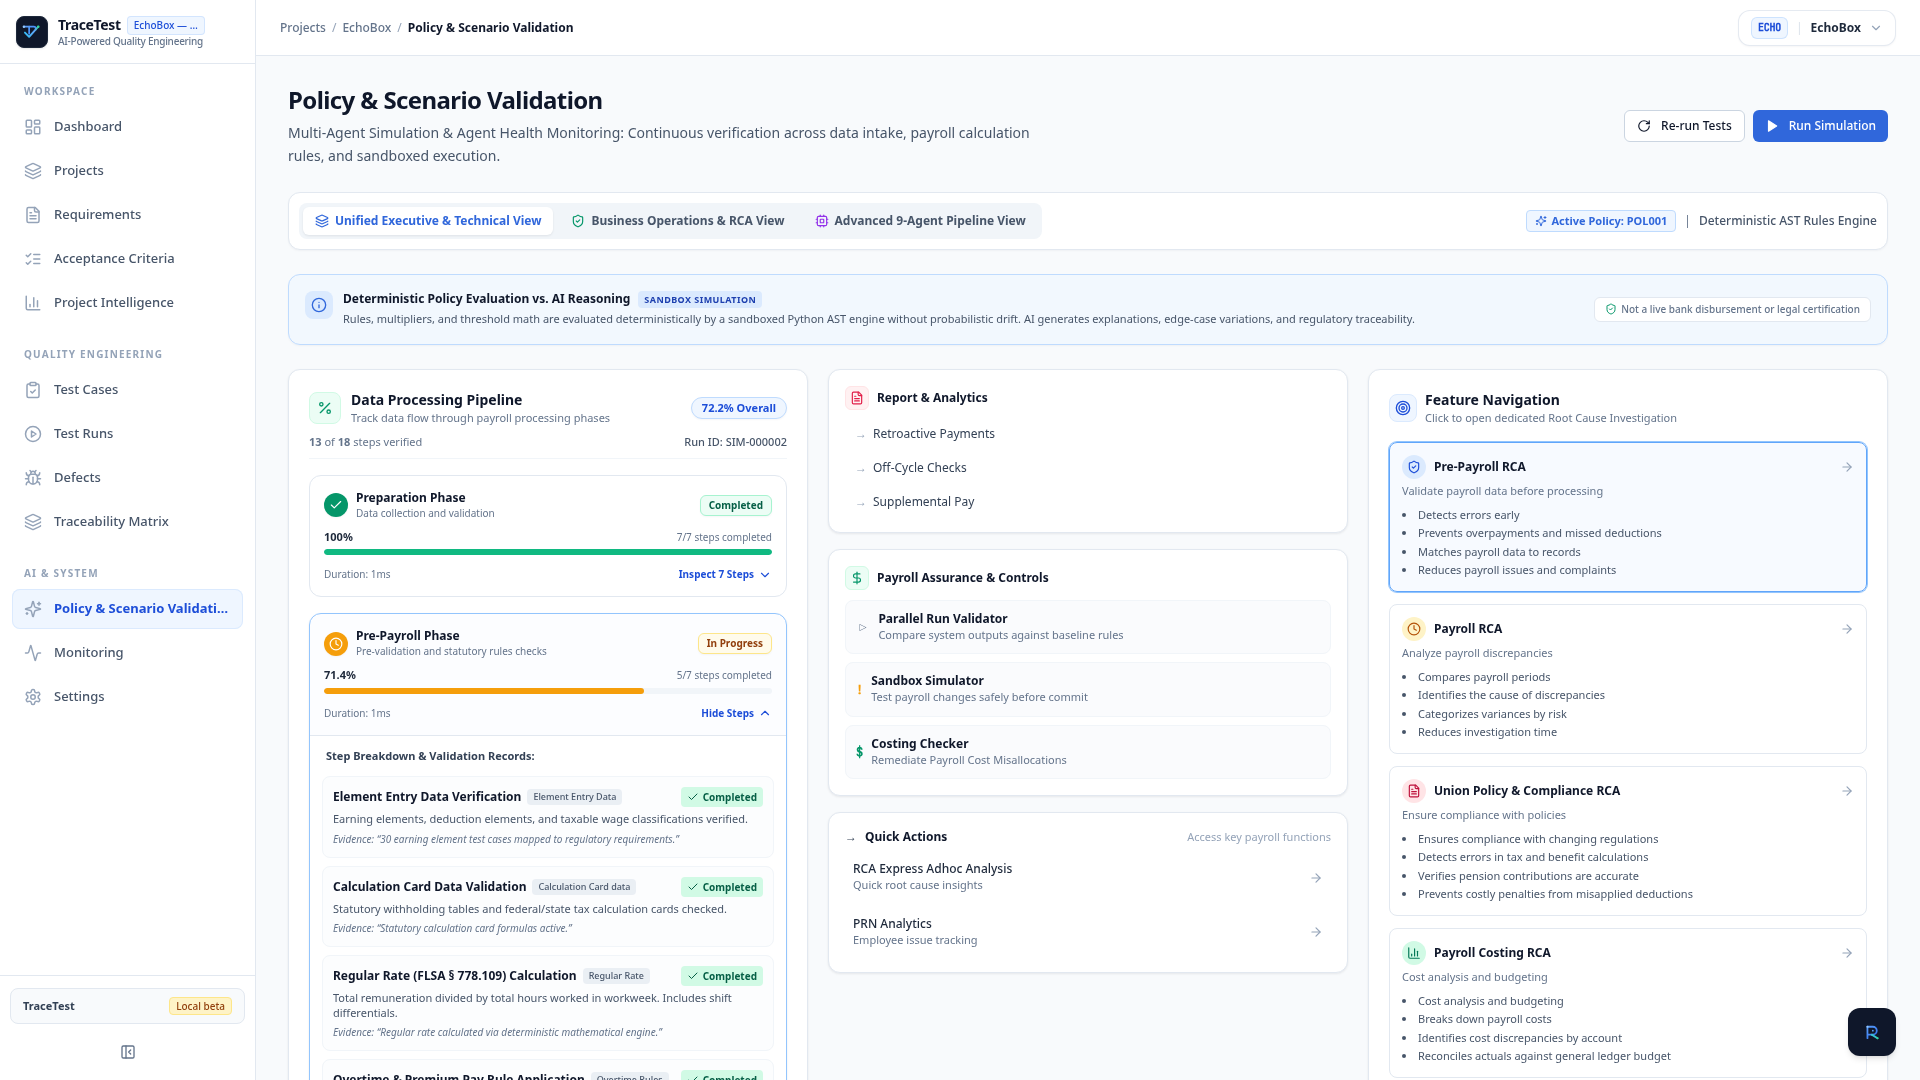 TraceTest
EchoBox — ...
AI-Powered Quality Engineering
WORKSPACE
Dashboard
Projects
Requirements
Acceptance Criteria
Project Intelligence
QUALITY ENGINEERING
Test Cases
Test Runs
Defects
Traceability Matrix
AI & SYSTEM
Policy & Scenario Validati...
Monitoring
Settings
TraceTest
Local beta
Projects / EchoBox / Policy & Scenario Validation
ECHO
EchoBox
Policy & Scenario Validation
Multi-Agent Simulation & Agent Health Monitoring: Continuous verification across data intake, payroll calculation
rules, and sandboxed execution.
Re-run Tests
Run Simulation
Unified Executive & Technical View
Business Operations & RCA View
Advanced 9-Agent Pipeline View
Active Policy: POL001 | Deterministic AST Rules Engine
Deterministic Policy Evaluation vs. AI Reasoning
SANDBOX SIMULATION
Rules, multipliers, and threshold math are evaluated deterministically by a sandboxed Python AST engine without probabilistic drift. AI generates explanations, edge-case variations, and regulatory traceability.
Not a live bank disbursement or legal certification
Data Processing Pipeline
Track data flow through payroll processing phases
72.2% Overall
13 of 18 steps verified
Run ID: SIM-000002
Preparation Phase
Data collection and validation
Completed
100%
7/7 steps completed
Duration: 1ms
Inspect 7 Steps
Pre-Payroll Phase
Pre-validation and statutory rules checks
In Progress
71.4%
5/7 steps completed
Duration: 1ms
Hide Steps
Step Breakdown & Validation Records:
Element Entry Data Verification
Element Entry Data
Completed
Earning elements, deduction elements, and taxable wage classifications verified.
Evidence: "30 earning element test cases mapped to regulatory requirements."
Calculation Card Data Validation
Calculation Card data
Completed
Statutory withholding tables and federal/state tax calculation cards checked.
Evidence: "Statutory calculation card formulas active."
Regular Rate (FLSA § 778.109) Calculation
Regular Rate
Completed
Total remuneration divided by total hours worked in workweek. Includes shift
differentials.
Evidence: "Regular rate calculated via deterministic mathematical engine."
Overtime & Premium Pay Rule Application
Overtime Rules
Completed
Report & Analytics
→ Retroactive Payments
→ Off-Cycle Checks
→ Supplemental Pay
Payroll Assurance & Controls
Parallel Run Validator
Compare system outputs against baseline rules
! Sandbox Simulator
Test payroll changes safely before commit
$ Costing Checker
Remediate Payroll Cost Misallocations
→ Quick Actions
Access key payroll functions
RCA Express Adhoc Analysis
Quick root cause insights
PRN Analytics
Employee issue tracking
Feature Navigation
Click to open dedicated Root Cause Investigation
Pre-Payroll RCA
Validate payroll data before processing
• Detects errors early
• Prevents overpayments and missed deductions
• Matches payroll data to records
• Reduces payroll issues and complaints
Payroll RCA
Analyze payroll discrepancies
• Compares payroll periods
• Identifies the cause of discrepancies
• Categorizes variances by risk
• Reduces investigation time
Union Policy & Compliance RCA
Ensure compliance with policies
• Ensures compliance with changing regulations
• Detects errors in tax and benefit calculations
• Verifies pension contributions are accurate
• Prevents costly penalties from misapplied deductions
Payroll Costing RCA
Cost analysis and budgeting
• Cost analysis and budgeting
• Breaks down payroll costs
• Identifies cost discrepancies by account
• Reconciles actuals against general ledger budget